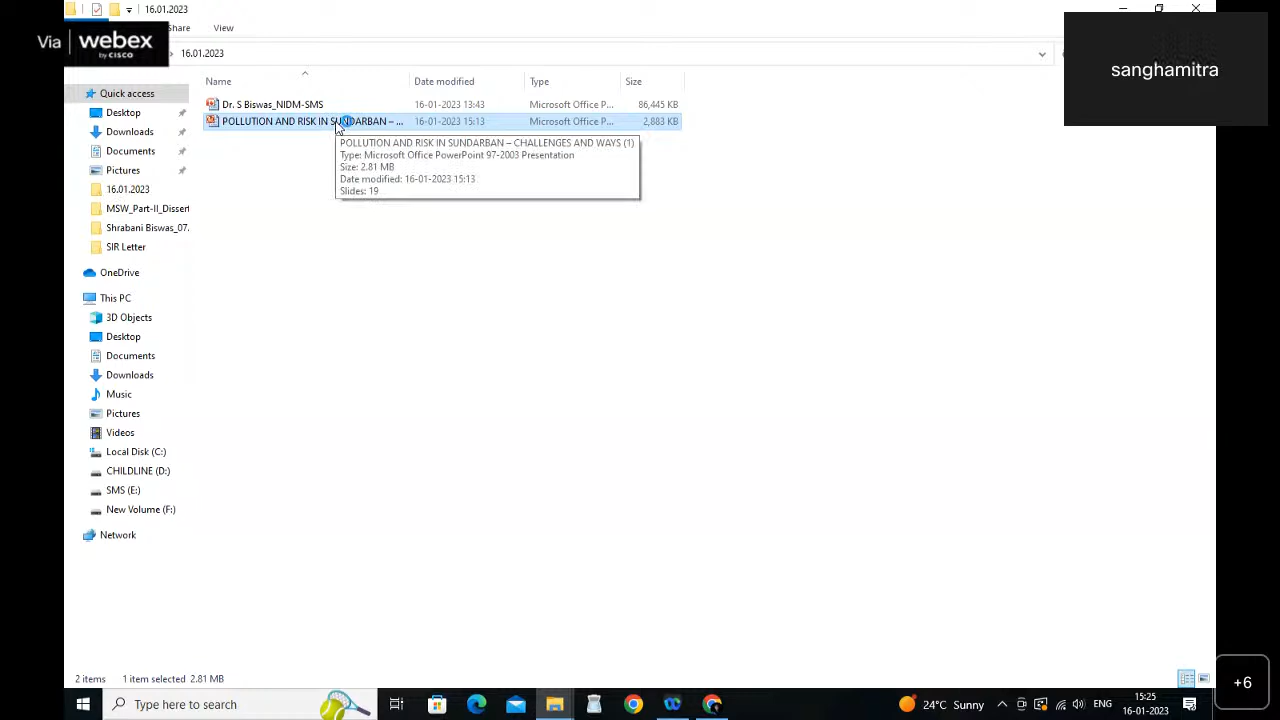 16.01.2023
Share View
Via webex
by CISCO
16.01.2023
sanghamitra
Name Date modified Type Size
Quick access
Dr. S Biswas_NIDM-SMS 16-01-2023 13:43 Microsoft Office P... 86,445 KB
Desktop
POLLUTION AND RISK IN SUNDARBAN – ... 16-01-2023 15:13 Microsoft Office P... 2,883 KB
Downloads
POLLUTION AND RISK IN SUNDARBAN – CHALLENGES AND WAYS (1)
Type: Microsoft Office PowerPoint 97-2003 Presentation
Size: 2.81 MB
Date modified: 16-01-2023 15:13
Slides: 19
Documents
Pictures
16.01.2023
MSW_Part-II_Dissert
Shrabani Biswas_07.
SIR Letter
OneDrive
This PC
3D Objects
Desktop
Documents
Downloads
Music
Pictures
Videos
Local Disk (C:)
CHILDLINE (D:)
SMS (E:)
New Volume (F:)
Network
2 items 1 item selected 2.81 MB
+6
Type here to search
24°C Sunny ENG 15:25
16-01-2023